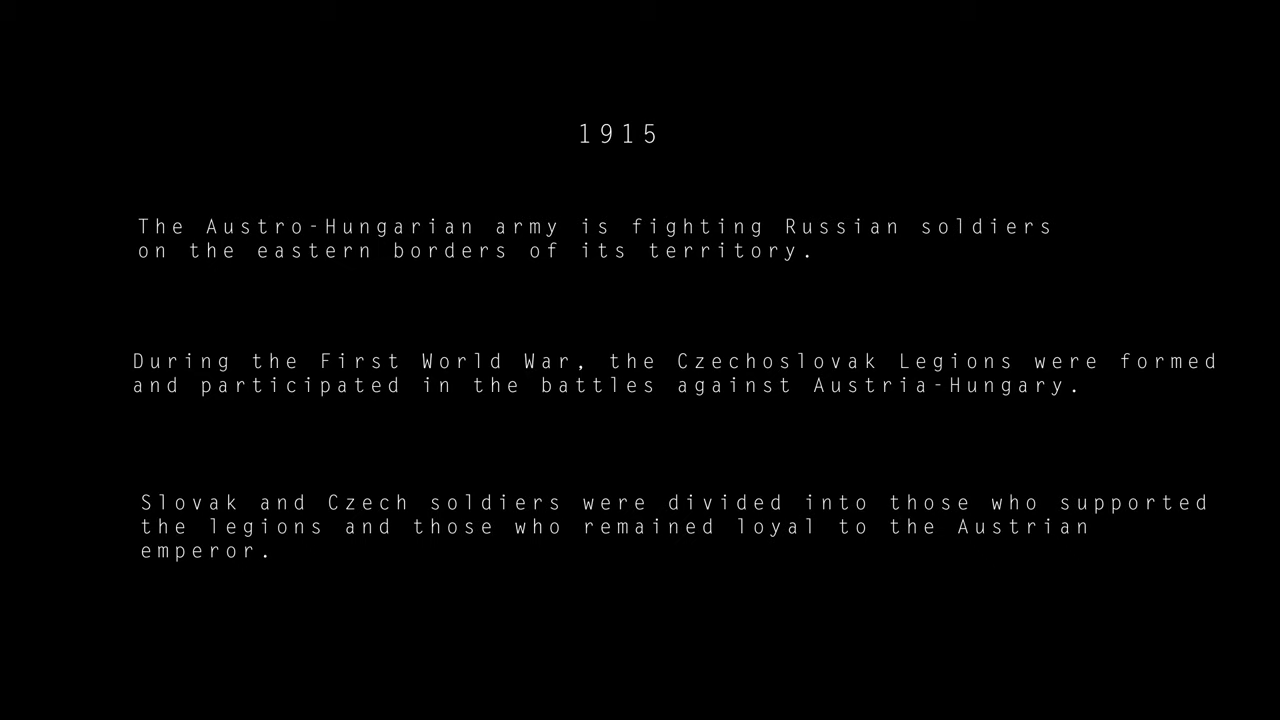 1915
The Austro-Hungarian army is fighting Russian soldiers
on the eastern borders of its territory.
During the First World War, the Czechoslovak Legions were formed
and participated in the battles against Austria-Hungary.
Slovak and Czech soldiers were divided into those who supported
the legions and those who remained loyal to the Austrian
emperor.